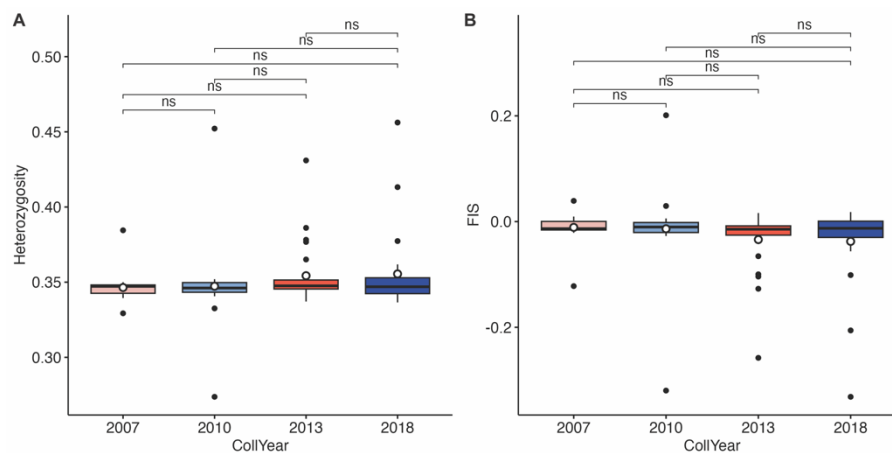 A
B
ns
ns
ns
ns
ns
ns
0.50
0.45
0.40
0.35
0.30
Heterozygosity
2007
2010
2013
2018
CollYear
ns
ns
ns
ns
ns
ns
0.2
0.0
-0.2
FIS
2007
2010
2013
2018
CollYear